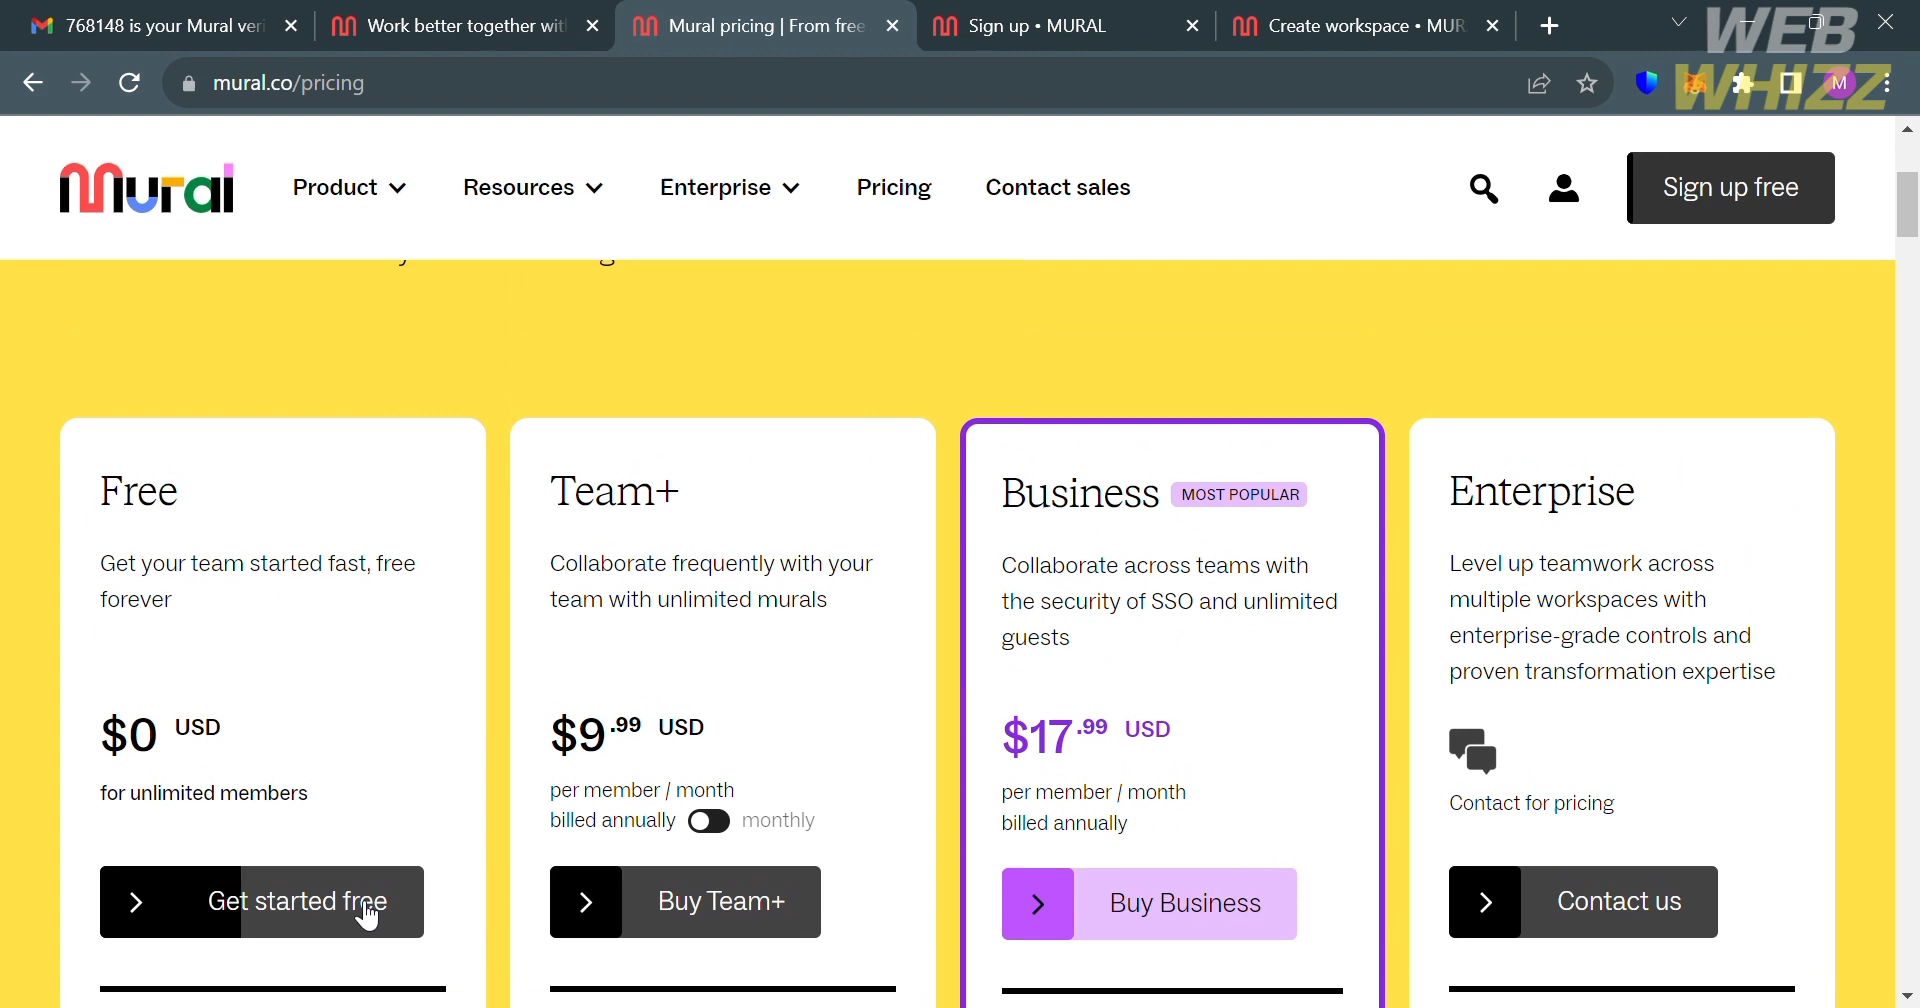 768148 is your Mural veri
Work better together wit
Mural pricing | From free
Sign up • MURAL
Create workspace • MUR
WEB
WHIZZ
mural.co/pricing
M
Mural
Product
Resources
Enterprise
Pricing
Contact sales
Sign up free
Free
Get your team started fast, free
forever
$0 USD
for unlimited members
Get started free
Team+
Collaborate frequently with your
team with unlimited murals
$9.99 USD
per member / month
billed annually monthly
Buy Team+
Business MOST POPULAR
Collaborate across teams with
the security of SSO and unlimited
guests
$17.99 USD
per member / month
billed annually
Buy Business
Enterprise
Level up teamwork across
multiple workspaces with
enterprise-grade controls and
proven transformation expertise
Contact for pricing
Contact us